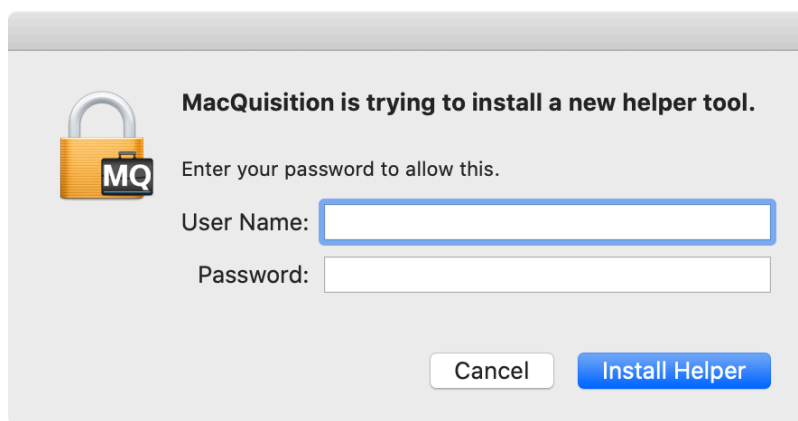 MacQuisition is trying to install a new helper tool.
MQ
Enter your password to allow this.
User Name:
Password:
Cancel
Install Helper